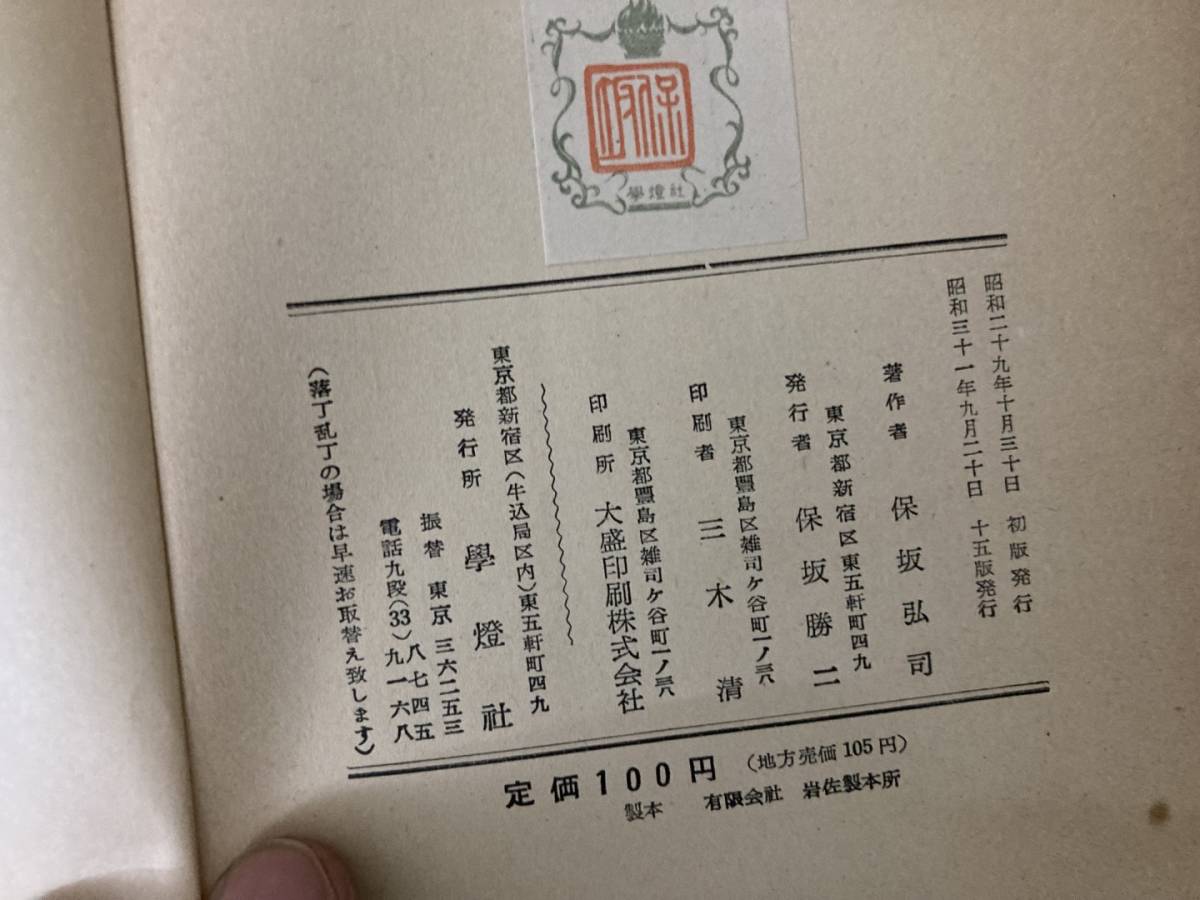 保坂
學燈社
昭和二十九年十月三十日 初版発行
昭和三十一年九月二十日 十五版発行
著作者 保坂弘司
東京都新宿区東五軒町四九
発行者 保坂勝二
東京都豐島区雑司ケ谷町一ノ三八
印刷者 三木清
東京都豐島区雑司ケ谷町一ノ三八
印刷所 大盛印刷株式会社
東京都新宿区(牛込局区内)東五軒町四九
発行所 學燈社
振替 東京 三六二五三
電話九段(33)八七四五
九一六八
(落丁乱丁の場合は早速お取替え致します)
定価100円 (地方売価105円)
製本 有限会社 岩佐製本所